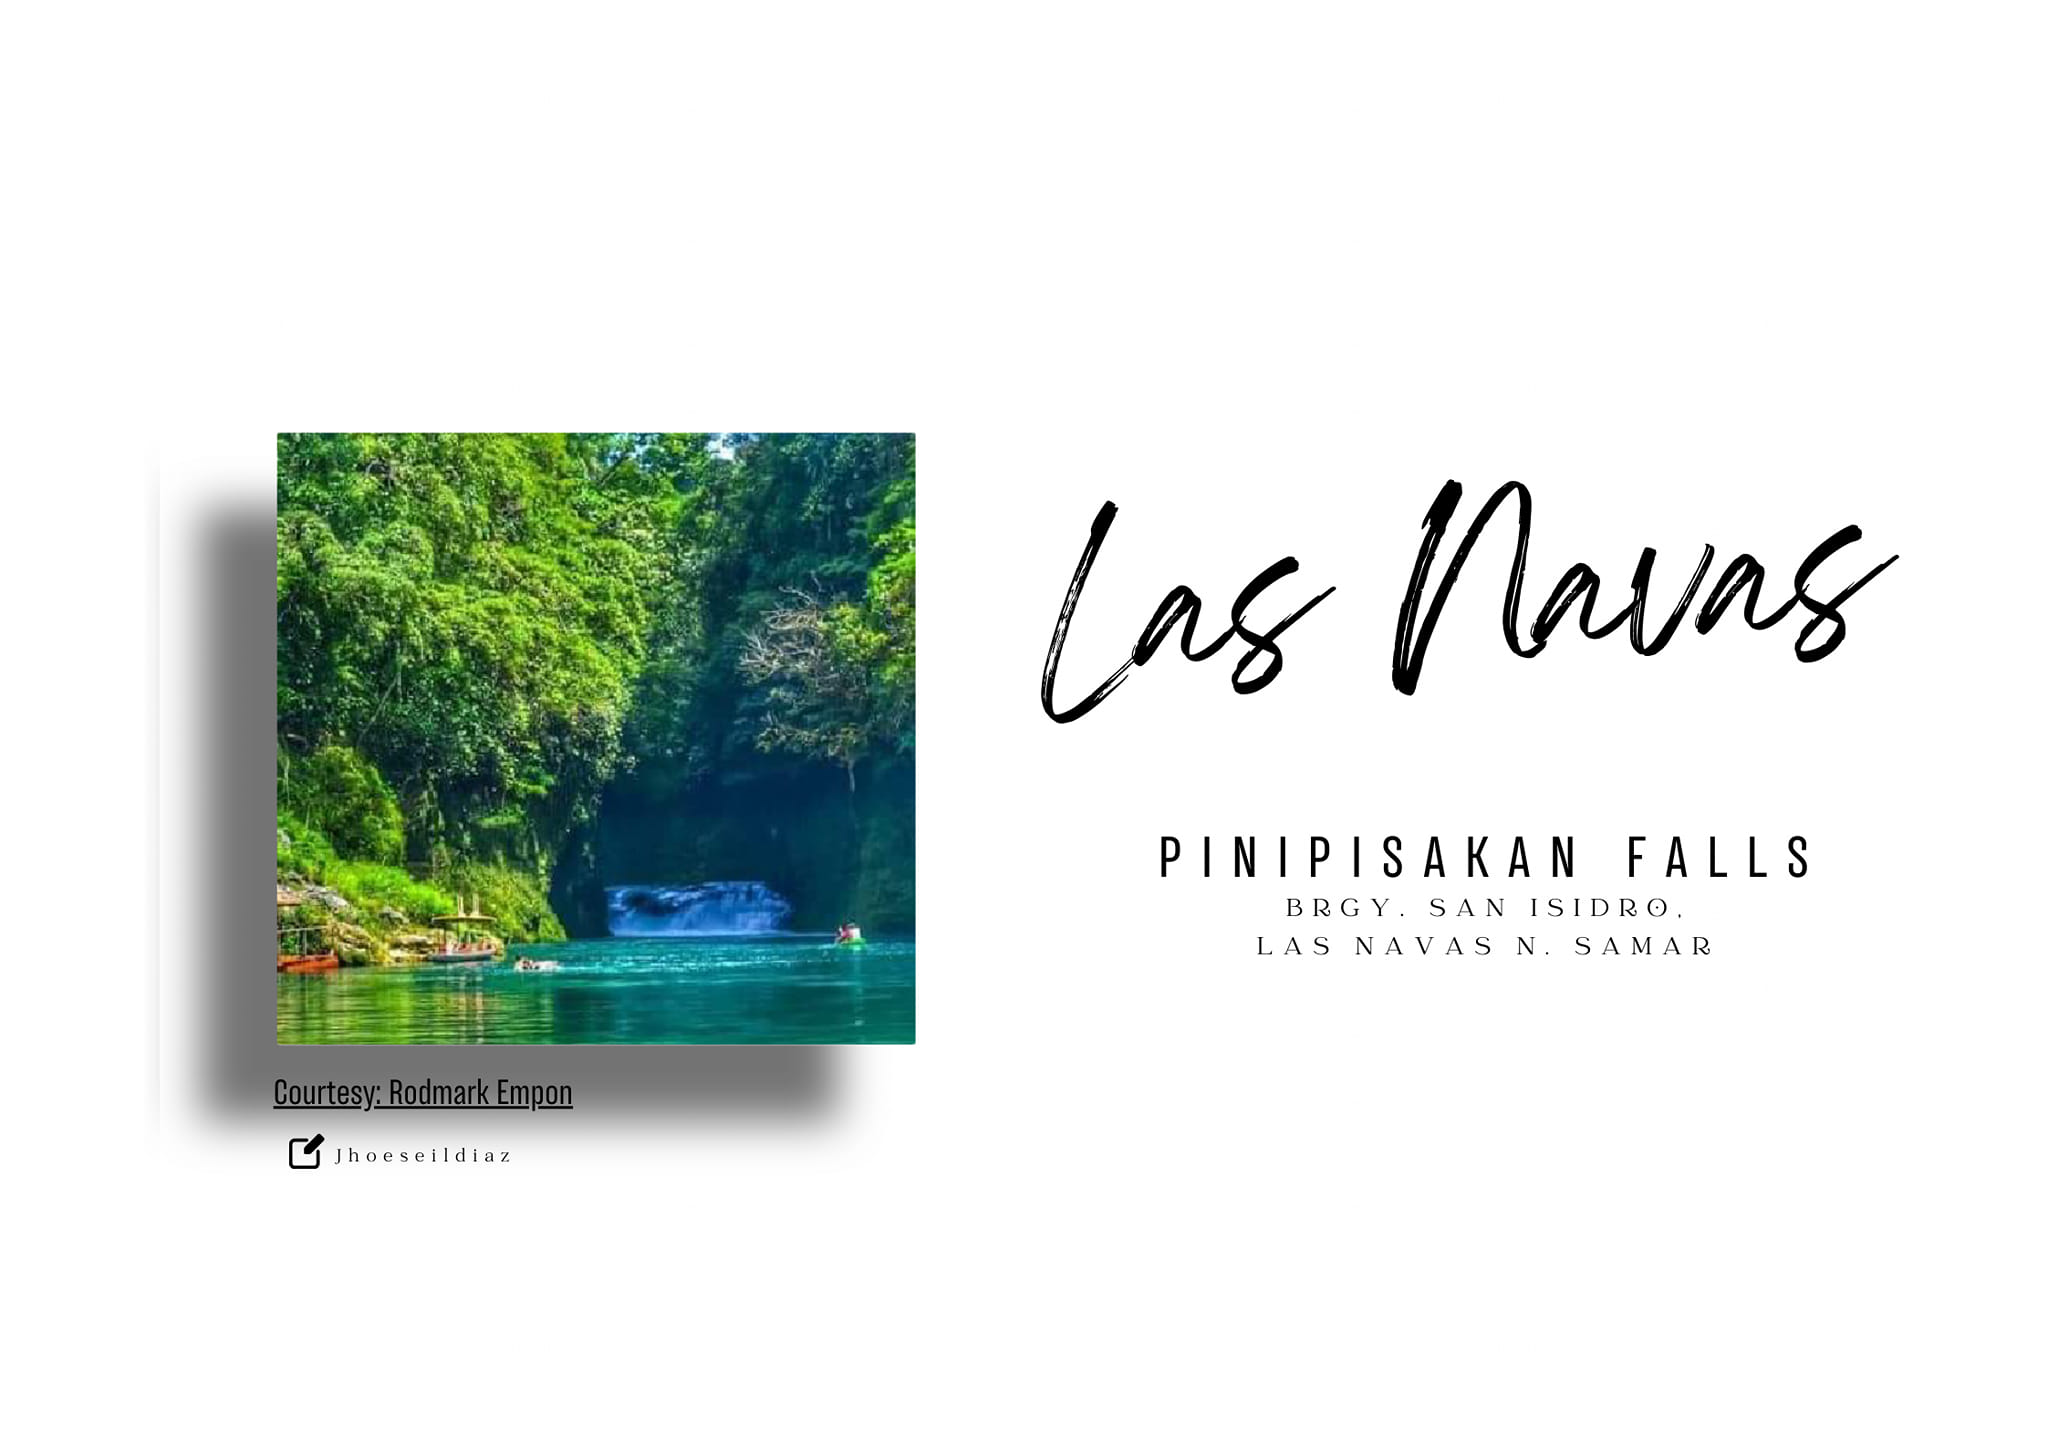 Las Navas
PINIPISAKAN FALLS
BRGY. SAN ISIDRO,
LAS NAVAS N. SAMAR
Courtesy: Rodmark Empon
Jhoeseildiaz